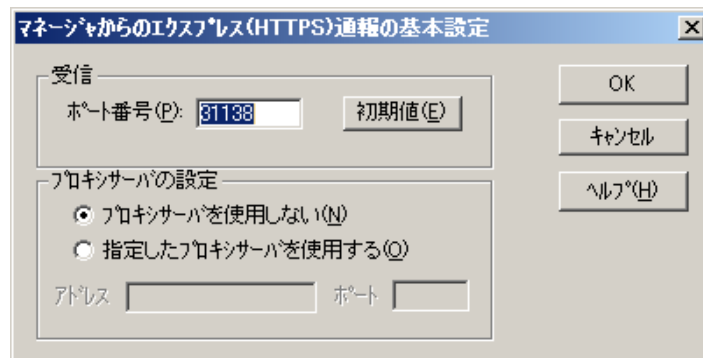 マネージャからのエクスプレス(HTTPS)通報の基本設定
受信
ポート番号(P): 31138 初期値(E)
プロキシサーバの設定
プロキシサーバを使用しない(N)
指定したプロキシサーバを使用する(O)
アドレス ポート
OK
キャンセル
ヘルプ(H)